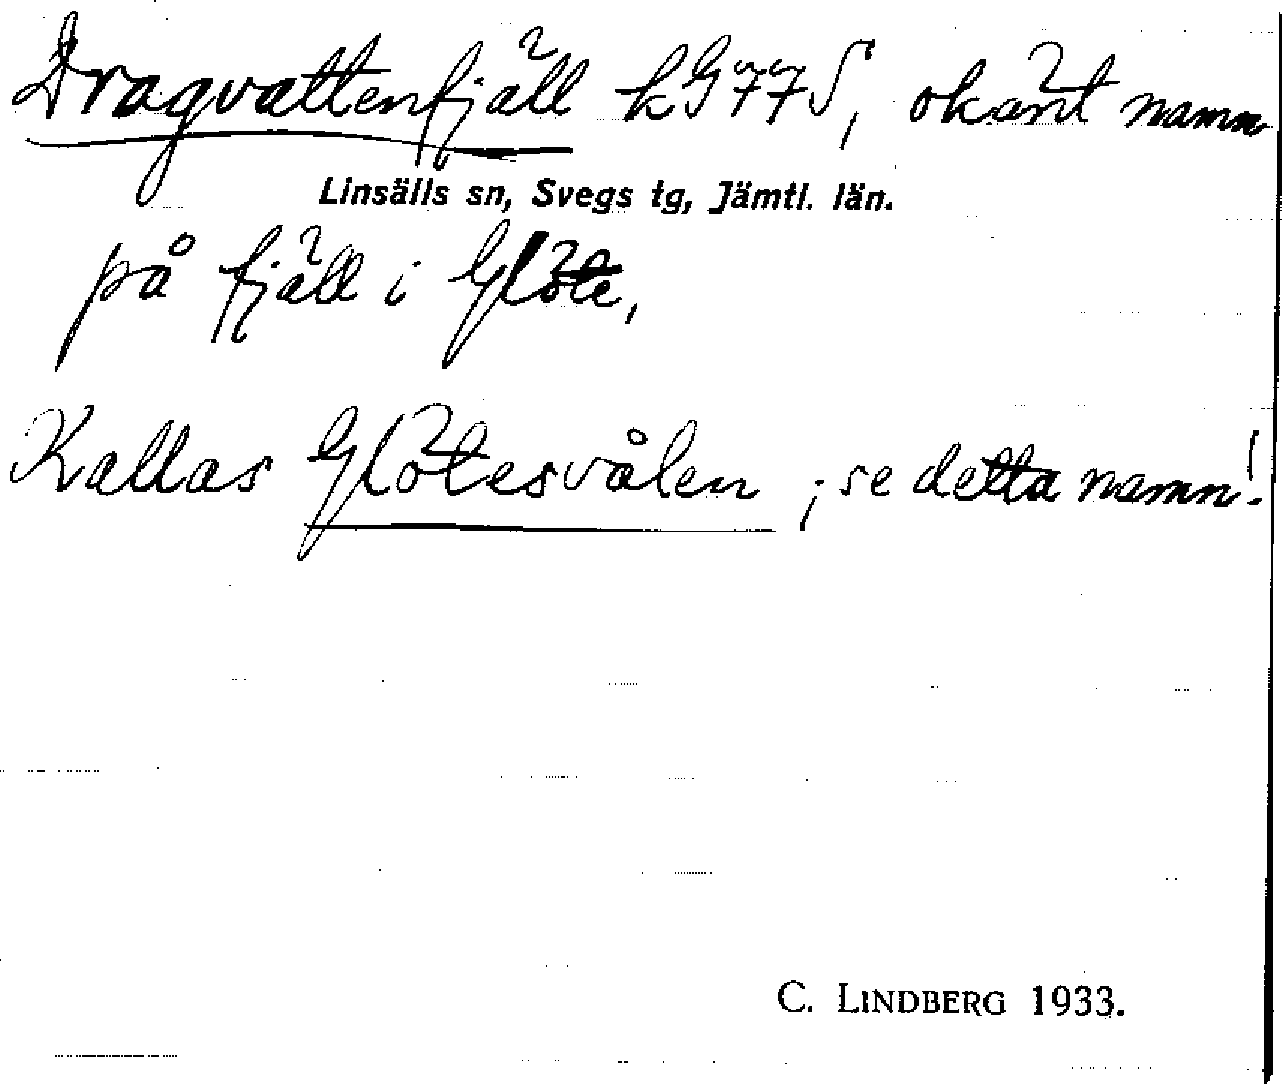 Dragvattenfjäll kG77S, okänt namn
Linsälls sn, Svegs tg, Jämtl. län.
på fjäll i Glöte,
Kallas Glötesvålen ; se detta namn!
C. LINDBERG 1933.